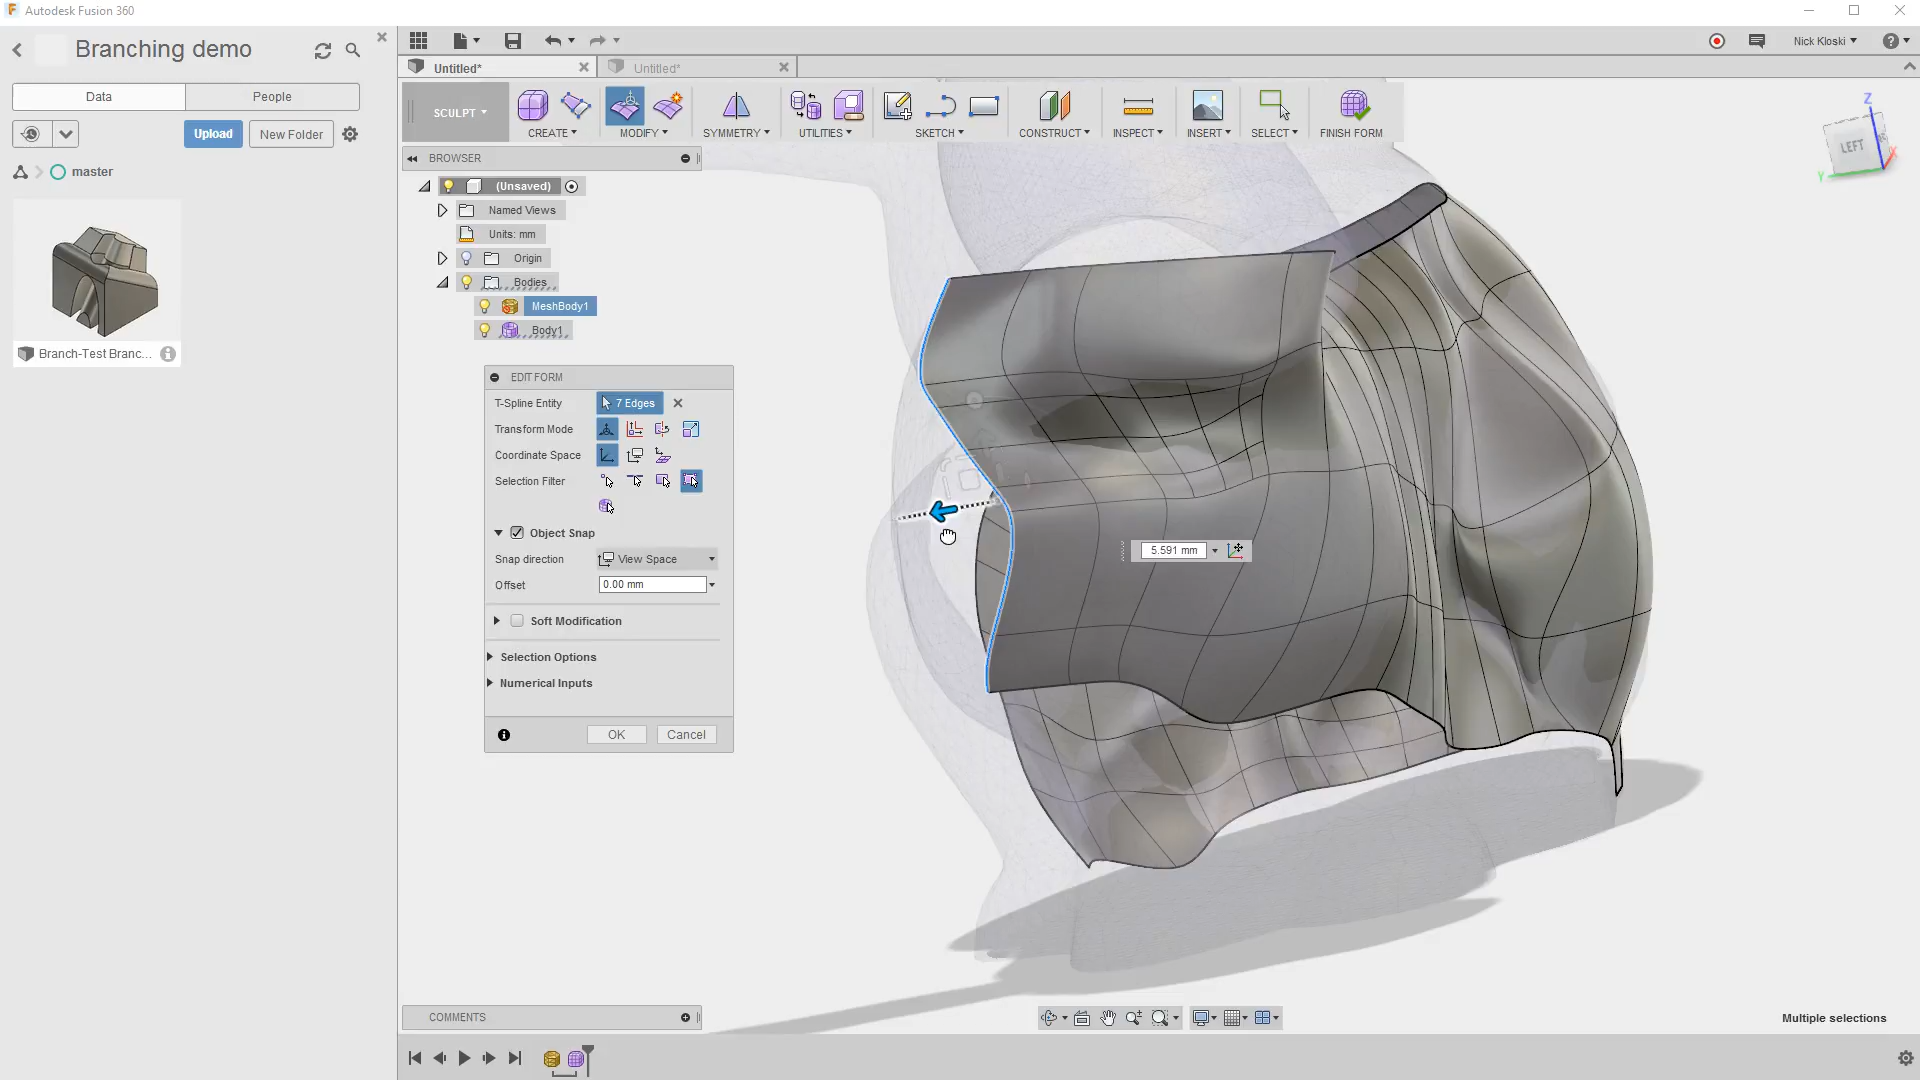 Autodesk Fusion 360
Branching demo
Data
People
Upload
New Folder
master
Branch-Test Branc...
Nick Kloski
Untitled*
Untitled*
SCULPT
CREATE
MODIFY
SYMMETRY
UTILITIES
SKETCH
CONSTRUCT
INSPECT
INSERT
SELECT
FINISH FORM
BROWSER
(Unsaved)
Named Views
Units: mm
Origin
Bodies
MeshBody1
Body1
EDIT FORM
T-Spline Entity
7 Edges
Transform Mode
Coordinate Space
Selection Filter
Object Snap
Snap direction
View Space
Offset
0.00 mm
Soft Modification
Selection Options
Numerical Inputs
OK
Cancel
5.591 mm
Z
LEFT
Y
X
COMMENTS
Multiple selections